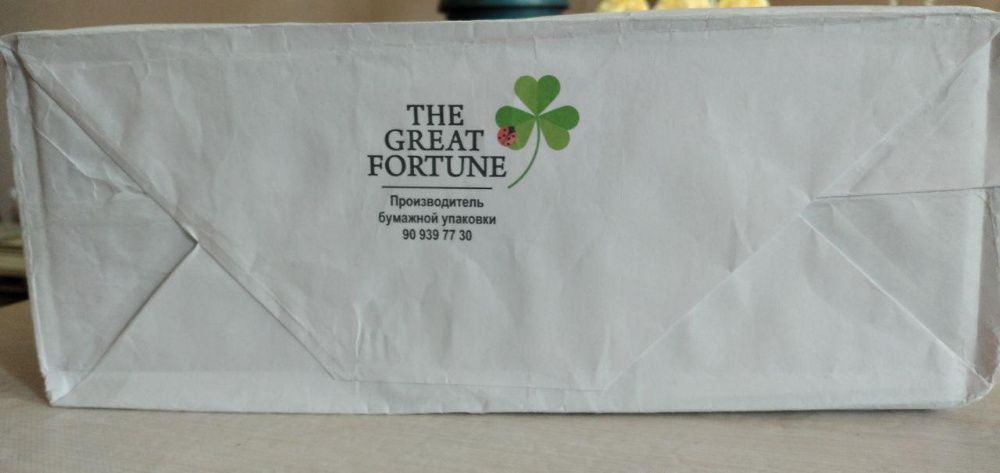 THE
GREAT
FORTUNE
Производитель
бумажной упаковки
90 939 77 30